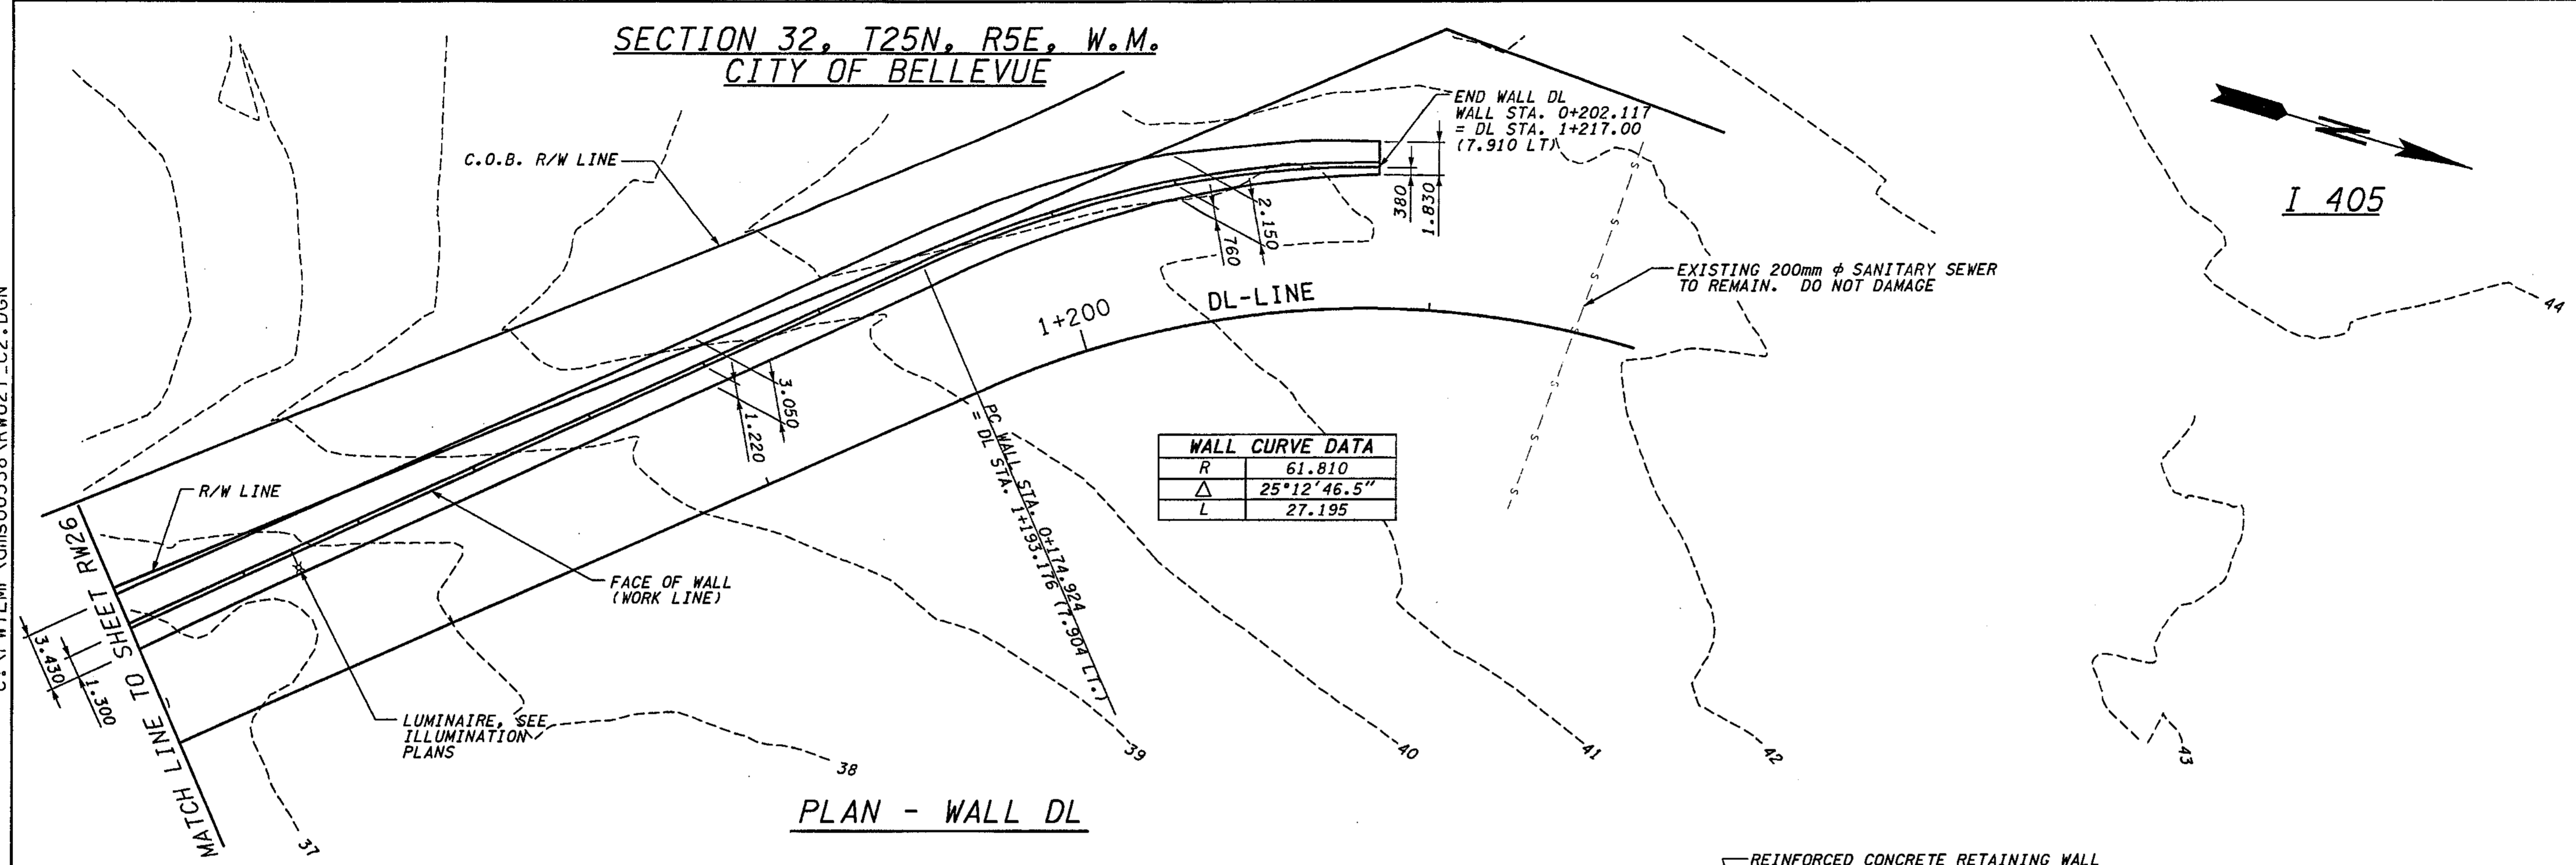 SECTION 32, T25N, R5E, W.M.
CITY OF BELLEVUE
C.O.B. R/W LINE
END WALL DL
WALL STA. 0+202.117
= DL STA. 1+217.00
(7.910 LT)
380
1.830
2.150
760
I 405
N
EXISTING 200mm φ SANITARY SEWER
TO REMAIN. DO NOT DAMAGE
S
S
S
S
S
S
S
DL-LINE
1+200
44
3.050
1.220
PC WALL STA. 0+174.924
= DL STA. 1+193.176 (7.904 LT.)
WALL CURVE DATA
R 61.810
△ 25°12'46.5"
L 27.195
R/W LINE
FACE OF WALL
(WORK LINE)
MATCH LINE TO SHEET RW26
3.430
1.300
LUMINAIRE, SEE
ILLUMINATION
PLANS
37
38
39
40
41
42
43
PLAN - WALL DL
REINFORCED CONCRETE RETAINING WALL